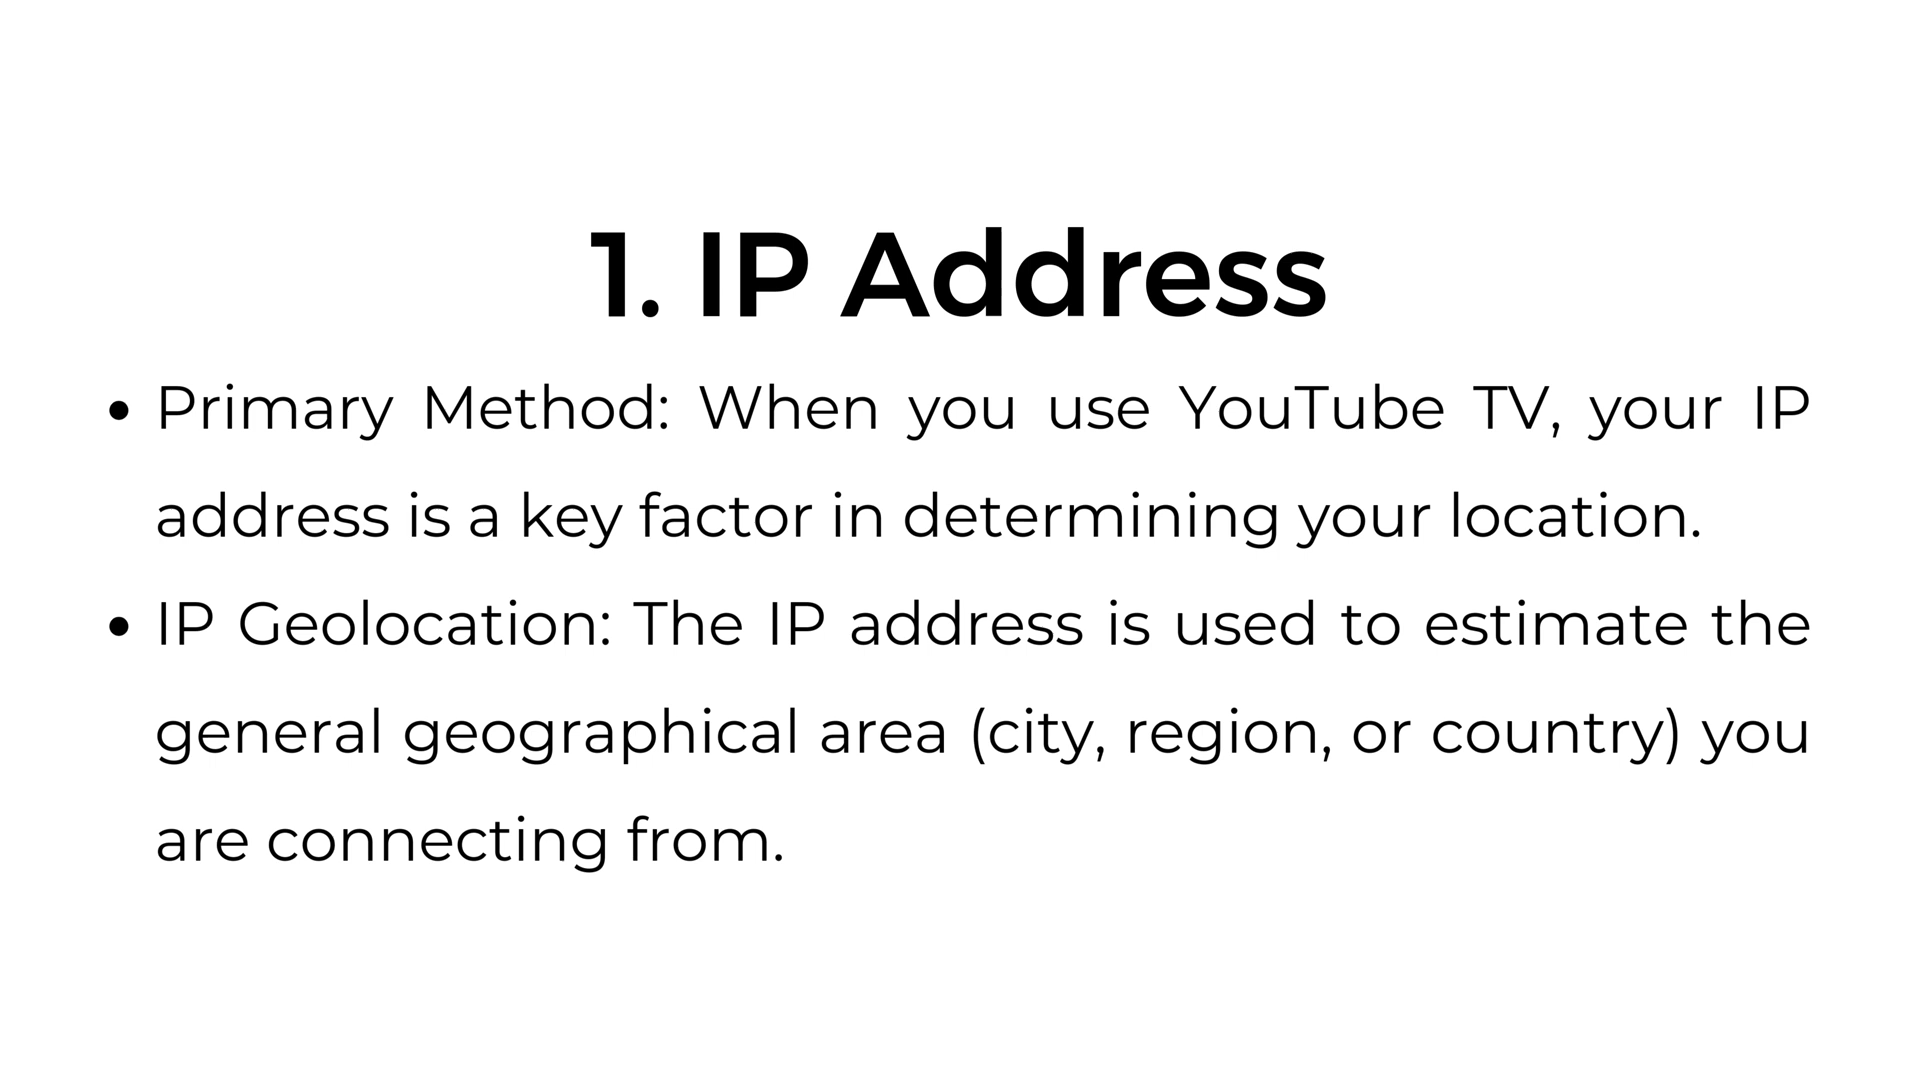 1. IP Address
• Primary Method: When you use YouTube TV, your IP
address is a key factor in determining your location.
• IP Geolocation: The IP address is used to estimate the
general geographical area (city, region, or country) you
are connecting from.